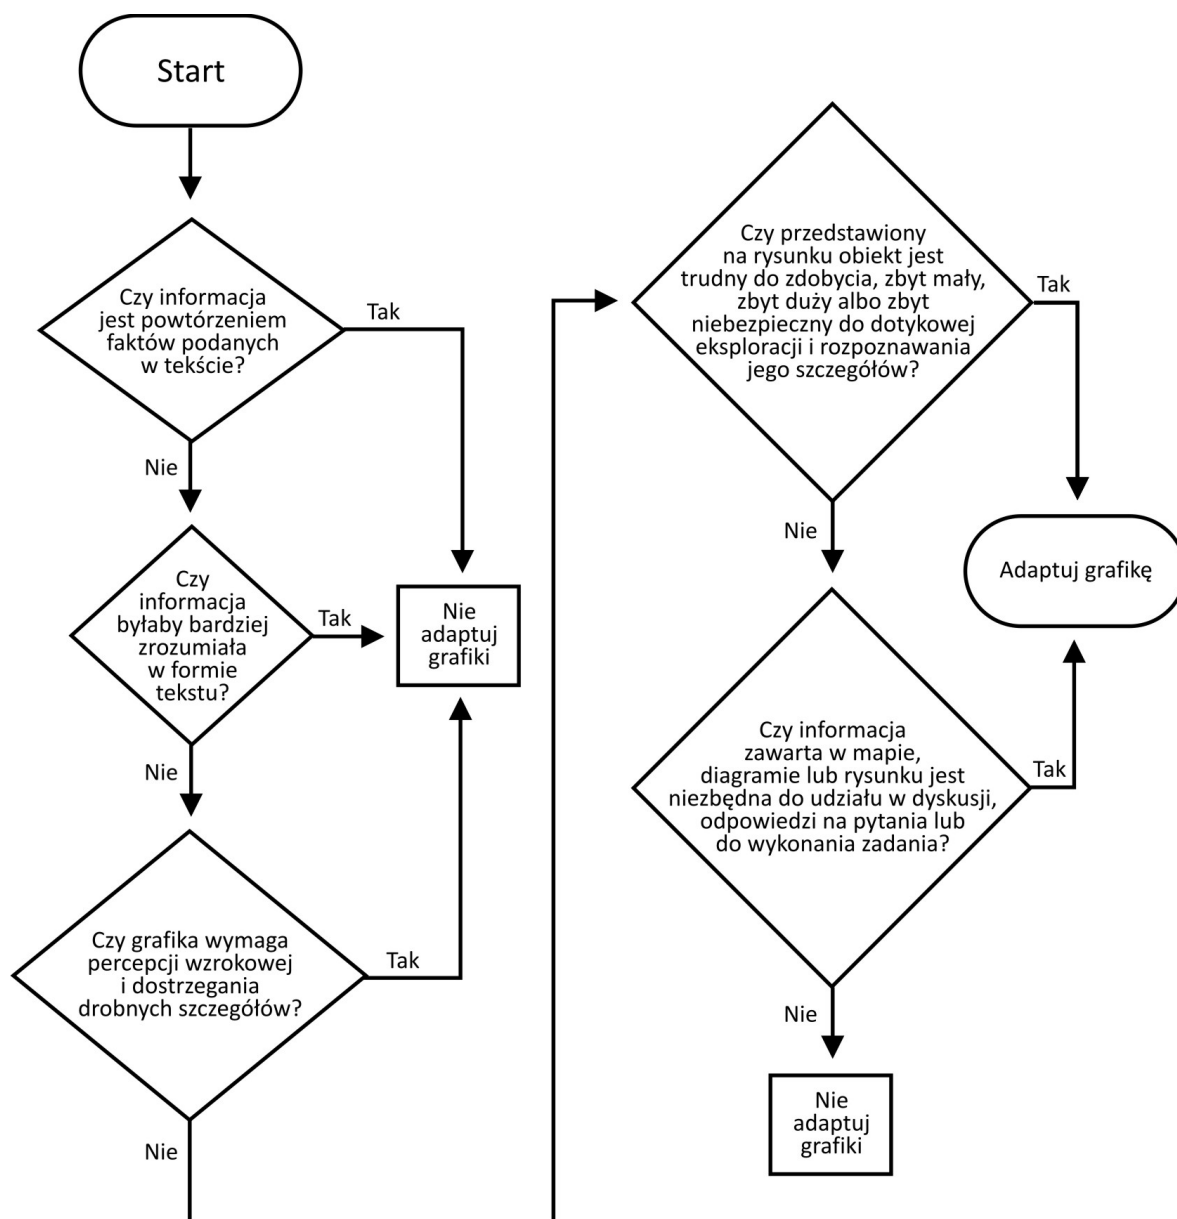 Start
Czy informacja
jest powtórzeniem
faktów podanych
w tekście?
Tak
Nie
Czy
informacja
byłaby bardziej
zrozumiała
w formie
tekstu?
Tak
Nie
adaptuj
grafiki
Nie
Czy grafika wymaga
percepcji wzrokowej
i dostrzegania
drobnych szczegółów?
Tak
Nie
Czy przedstawiony
na rysunku obiekt jest
trudny do zdobycia, zbyt mały,
zbyt duży albo zbyt
niebezpieczny do dotykowej
eksploracji i rozpoznawania
jego szczegółów?
Tak
Nie
Adaptuj grafikę
Czy informacja
zawarta w mapie,
diagramie lub rysunku jest
niezbędna do udziału w dyskusji,
odpowiedzi na pytania lub
do wykonania zadania?
Tak
Nie
Nie
adaptuj
grafiki